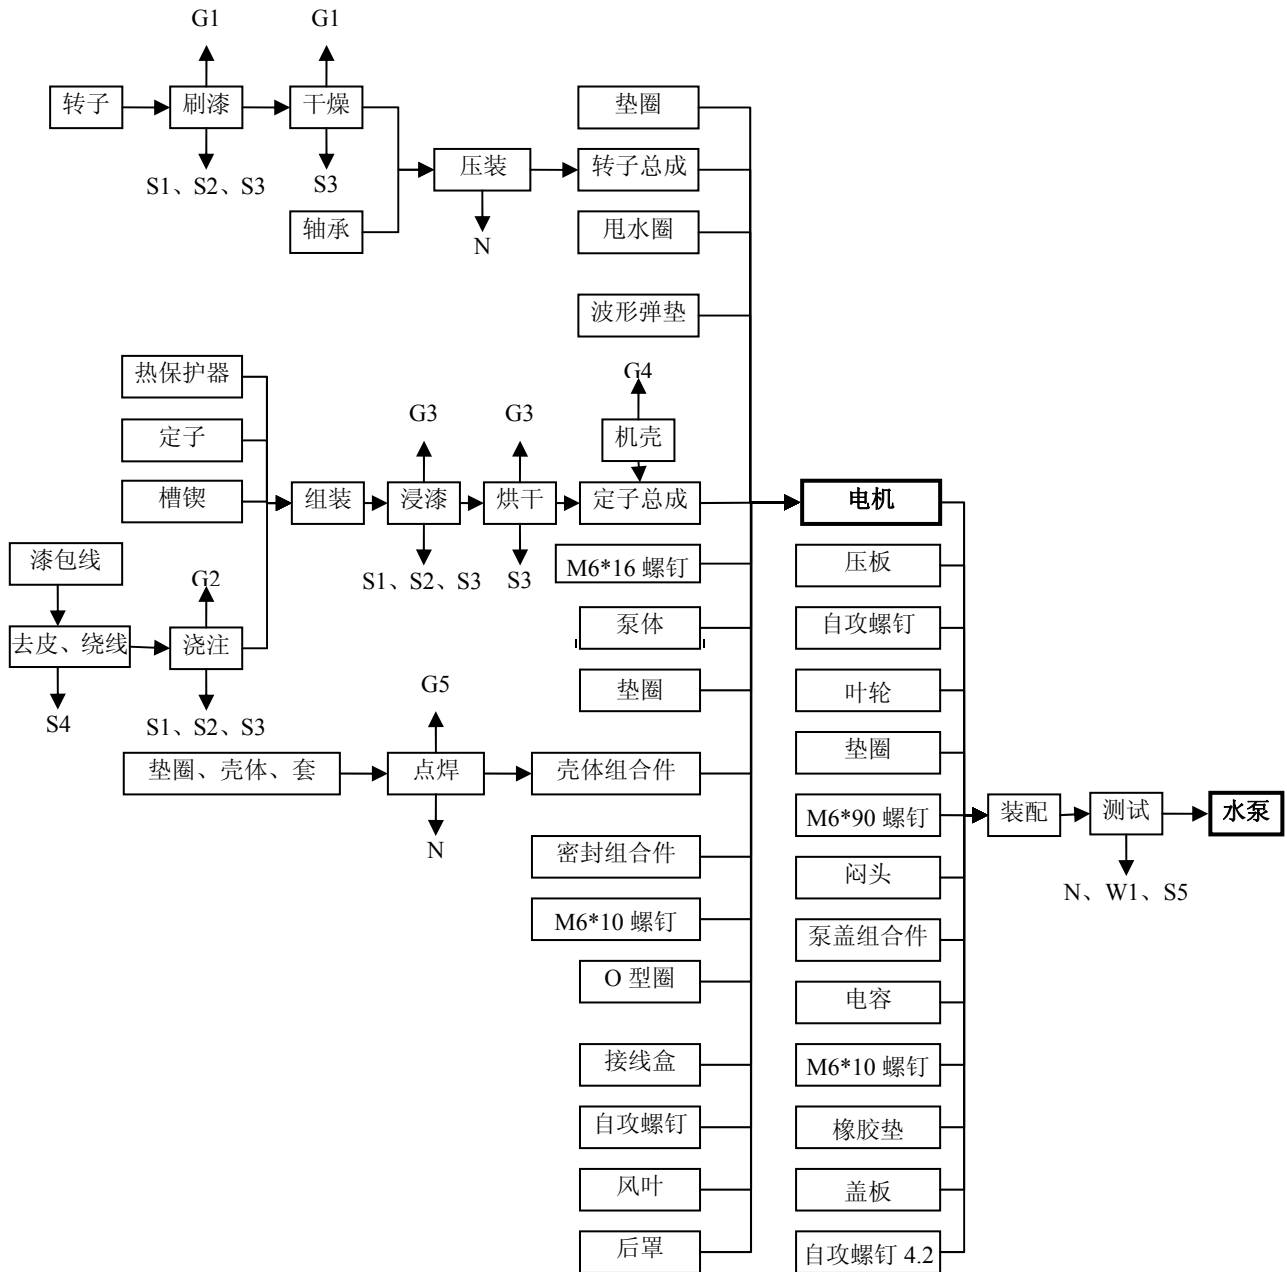 G1
G1
转子
刷漆
干燥
垫圈
S1、S2、S3
S3
压装
转子总成
轴承
N
甩水圈
波形弹垫
热保护器
G4
定子
G3
G3
机壳
槽锲
组装
浸漆
烘干
定子总成
电机
漆包线
G2
S1、S2、S3
S3
M6*16 螺钉
压板
去皮、绕线
浇注
泵体
自攻螺钉
S4
S1、S2、S3
G5
垫圈
叶轮
垫圈、壳体、套
点焊
壳体组合件
垫圈
N
M6*90 螺钉
装配
测试
水泵
密封组合件
闷头
N、W1、S5
M6*10 螺钉
泵盖组合件
O 型圈
电容
接线盒
M6*10 螺钉
自攻螺钉
橡胶垫
风叶
盖板
后罩
自攻螺钉 4.2